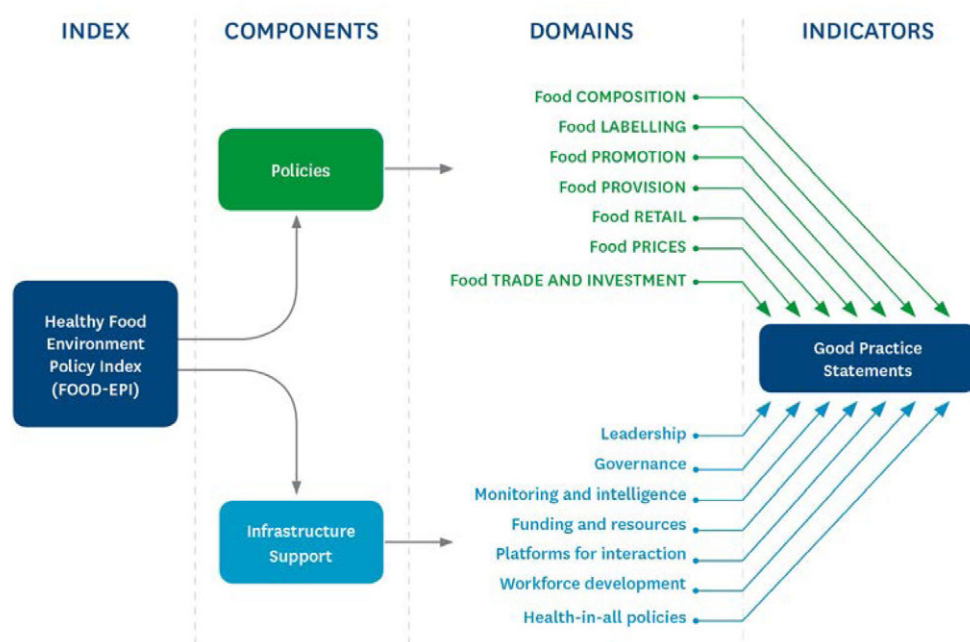 INDEX
COMPONENTS
DOMAINS
INDICATORS
Food COMPOSITION
Food LABELLING
Food PROMOTION
Food PROVISION
Food RETAIL
Food PRICES
Food TRADE AND INVESTMENT
Policies
Healthy Food
Environment
Policy Index
(FOOD-EPI)
Good Practice
Statements
Infrastructure
Support
Leadership
Governance
Monitoring and intelligence
Funding and resources
Platforms for interaction
Workforce development
Health-in-all policies